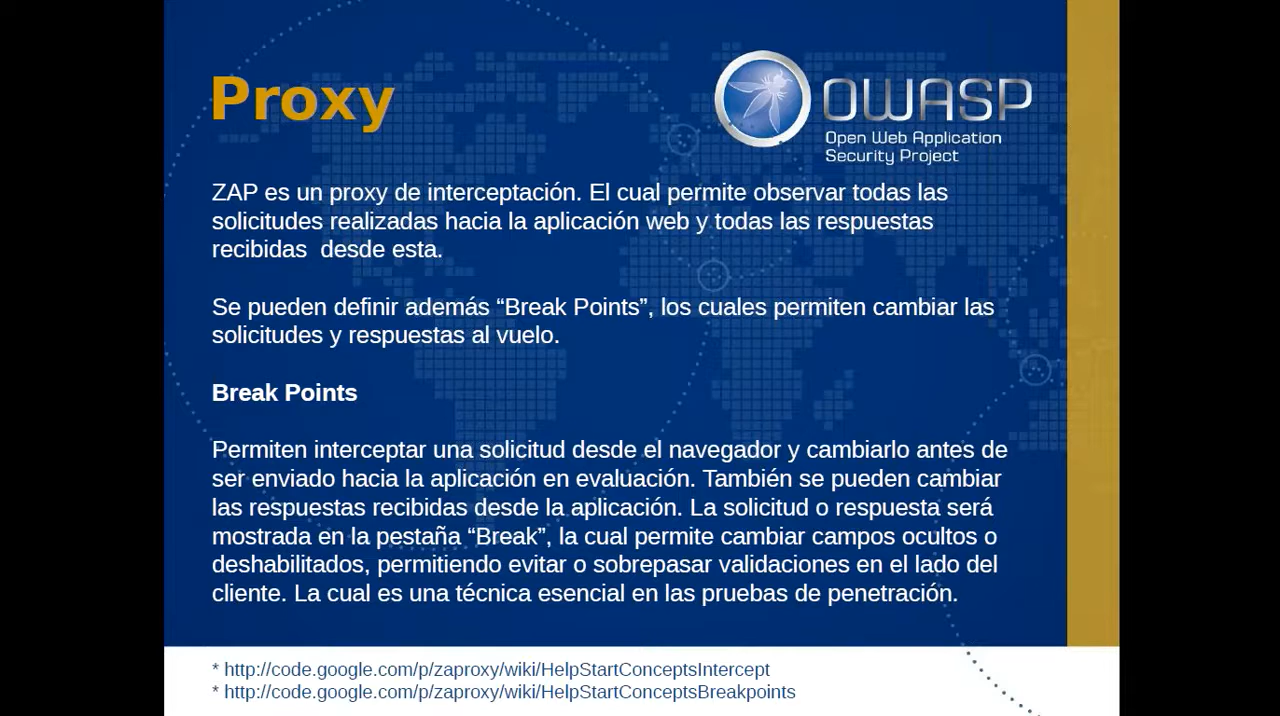 Proxy
OWASP
Open Web Application
Security Project
ZAP es un proxy de interceptación. El cual permite observar todas las
solicitudes realizadas hacia la aplicación web y todas las respuestas
recibidas  desde esta.
Se pueden definir además “Break Points”, los cuales permiten cambiar las
solicitudes y respuestas al vuelo.
Break Points
Permiten interceptar una solicitud desde el navegador y cambiarlo antes de
ser enviado hacia la aplicación en evaluación. También se pueden cambiar
las respuestas recibidas desde la aplicación. La solicitud o respuesta será
mostrada en la pestaña “Break”, la cual permite cambiar campos ocultos o
deshabilitados, permitiendo evitar o sobrepasar validaciones en el lado del
cliente. La cual es una técnica esencial en las pruebas de penetración.
* http://code.google.com/p/zaproxy/wiki/HelpStartConceptsIntercept
* http://code.google.com/p/zaproxy/wiki/HelpStartConceptsBreakpoints